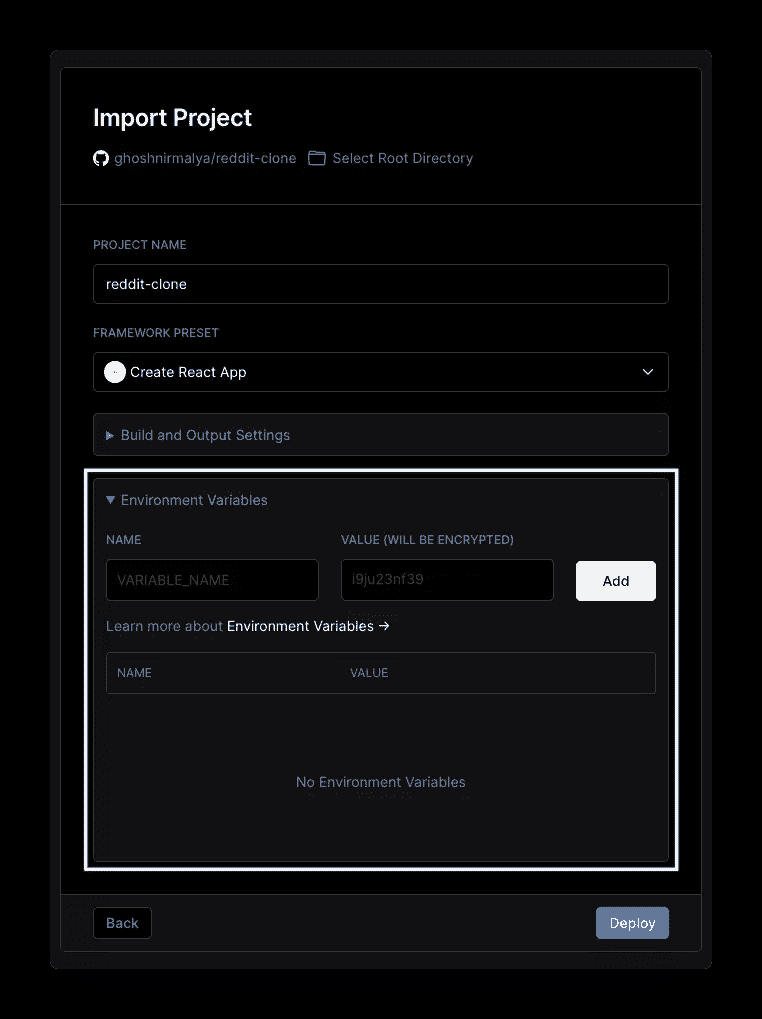 Import Project
ghoshnirmalya/reddit-clone Select Root Directory
PROJECT NAME
reddit-clone
FRAMEWORK PRESET
Create React App
Build and Output Settings
Environment Variables
NAME VALUE (WILL BE ENCRYPTED)
VARIABLE_NAME i9ju23nf39 Add
Learn more about Environment Variables →
NAME VALUE
No Environment Variables
Back Deploy